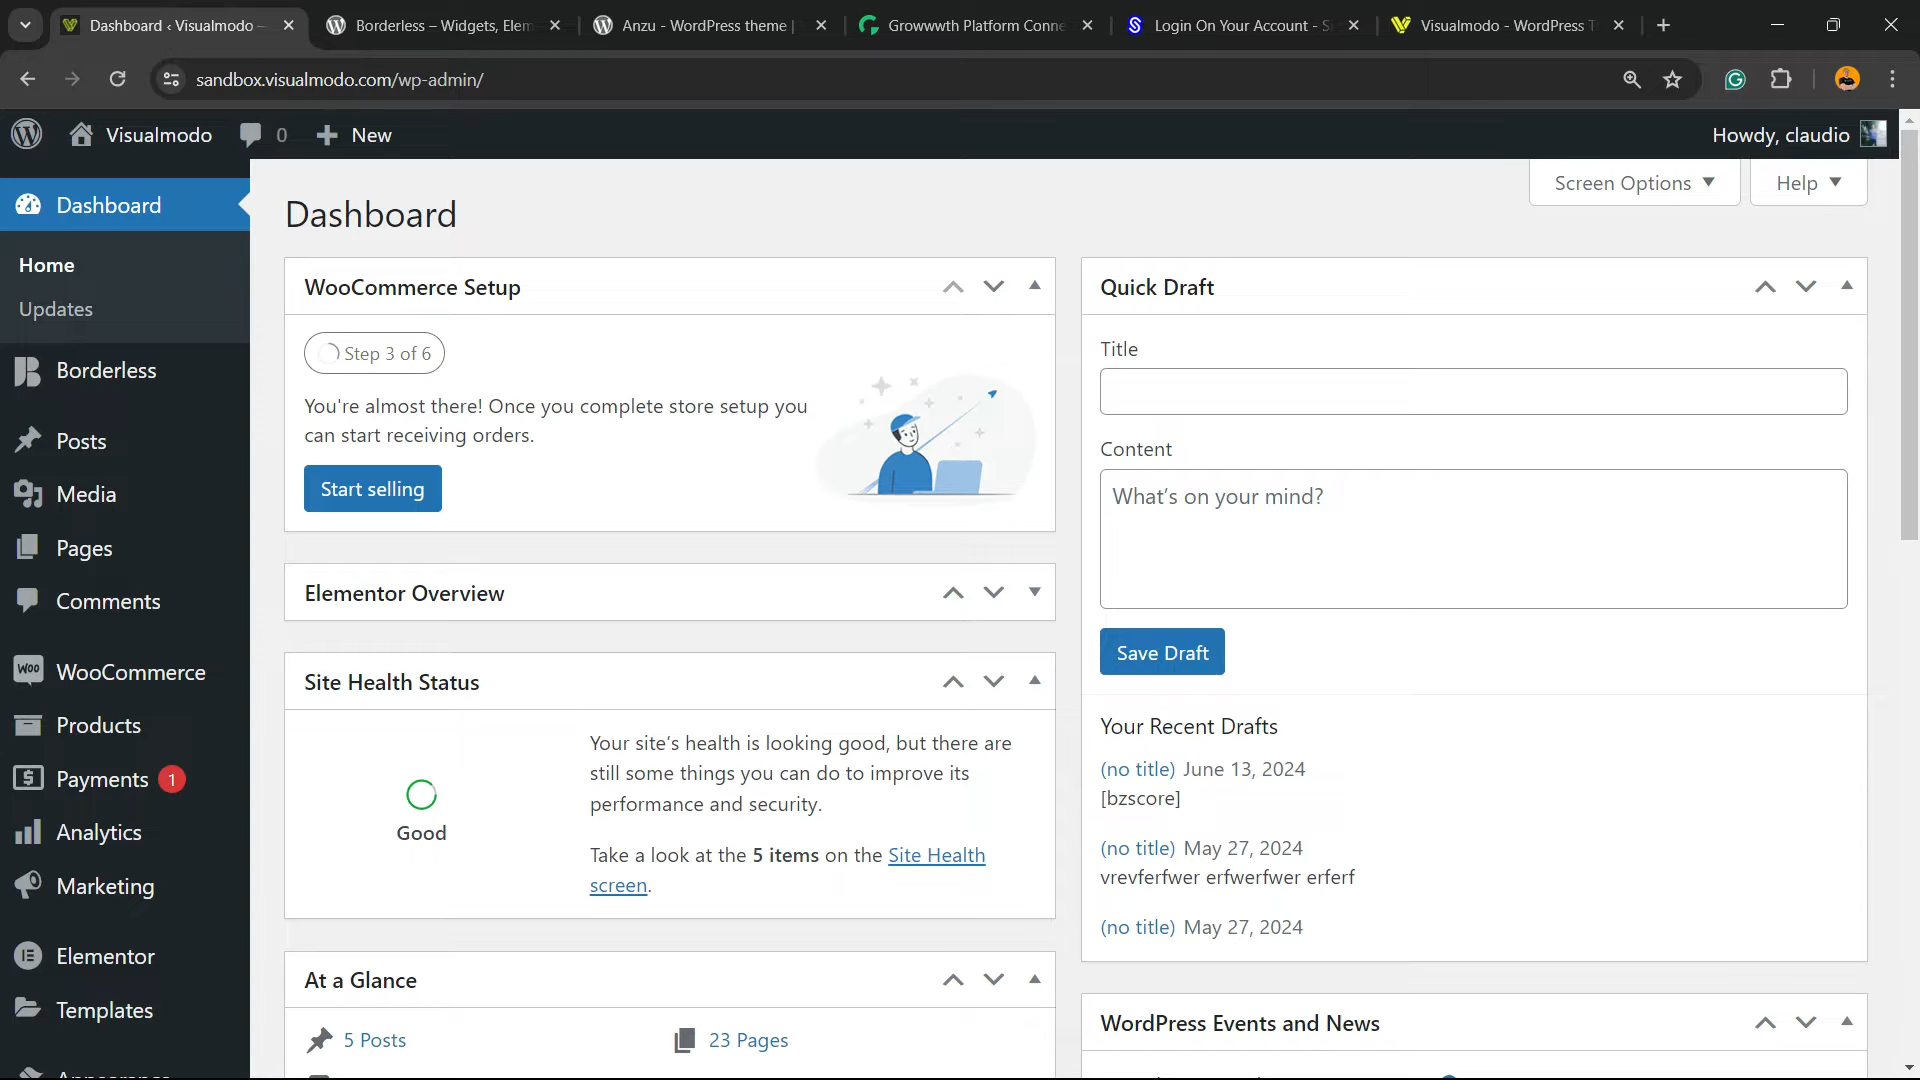 Dashboard ‹ Visualmodo —
Borderless – Widgets, Elem
Anzu - WordPress theme |
Growwwth Platform Conne
Login On Your Account - S
Visualmodo - WordPress T
sandbox.visualmodo.com/wp-admin/
Visualmodo
0
New
Howdy, claudio
Screen Options
Help
Dashboard
Home
Updates
Borderless
Posts
Media
Pages
Comments
WooCommerce
Products
Payments 1
Analytics
Marketing
Elementor
Templates
Appearance
Dashboard
WooCommerce Setup
Step 3 of 6
You're almost there! Once you complete store setup you
can start receiving orders.
Start selling
Elementor Overview
Site Health Status
Good
Your site's health is looking good, but there are
still some things you can do to improve its
performance and security.
Take a look at the 5 items on the Site Health
screen.
At a Glance
5 Posts
23 Pages
Quick Draft
Title
Content
What's on your mind?
Save Draft
Your Recent Drafts
(no title) June 13, 2024
[bzscore]
(no title) May 27, 2024
vrevferfwer erfwerfwer erferf
(no title) May 27, 2024
WordPress Events and News